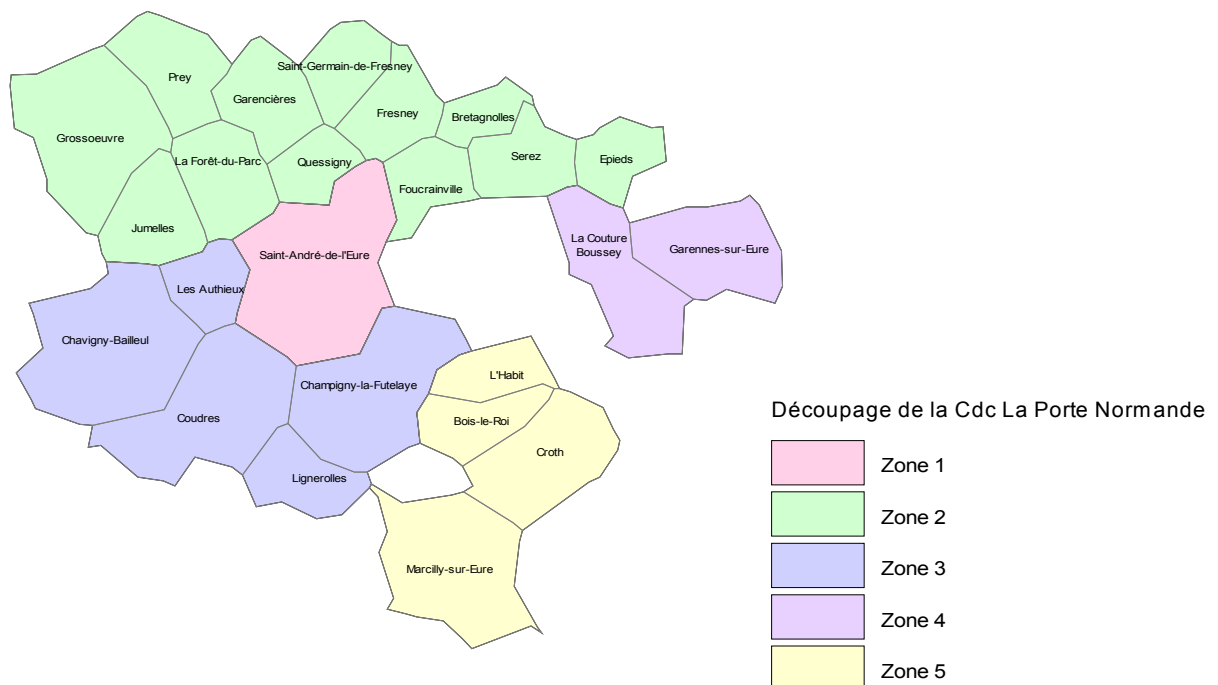 Saint-Germain-de-Fresney
Prey
Garencières
Fresney
Bretagnolles
Grossoeuvre
La Forêt-du-Parc
Quessigny
Serez
Epieds
Foucrainville
Jumelles
La Couture
Boussey
Garennes-sur-Eure
Saint-André-de-l'Eure
Les Authieux
Chavigny-Bailleul
Champigny-la-Futelaye
L'Habit
Coudres
Bois-le-Roi
Croth
Lignerolles
Marcilly-sur-Eure
Découpage de la Cdc La Porte Normande
Zone 1
Zone 2
Zone 3
Zone 4
Zone 5